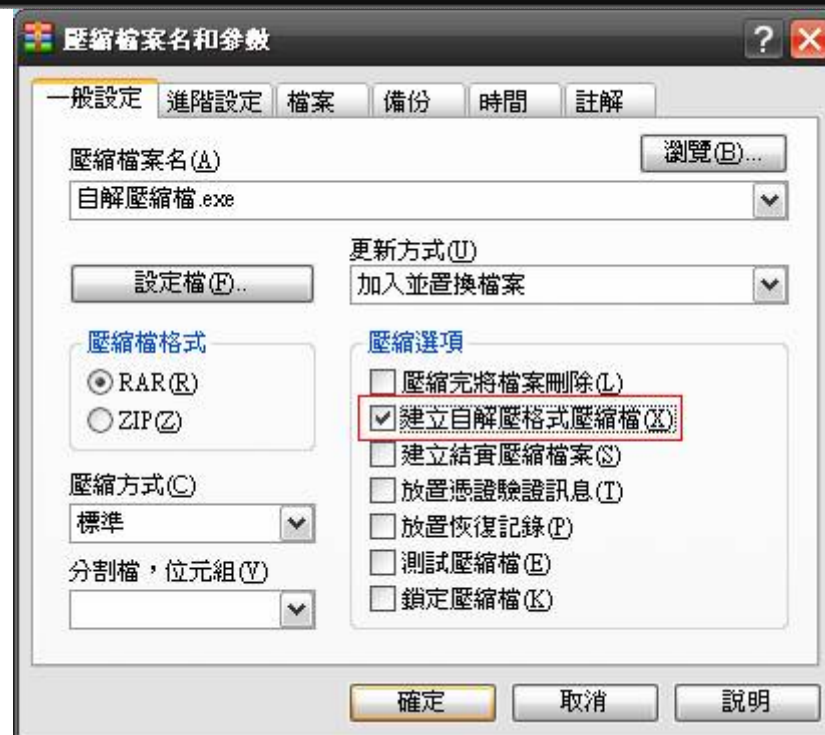 壓縮檔案名和參數
一般設定 進階設定 檔案 備份 時間 註解
壓縮檔案名(A) 瀏覽(B)...
自解壓縮檔.exe
更新方式(U)
設定檔(F).. 加入並置換檔案
壓縮檔格式 壓縮選項
RAR(R) 壓縮完將檔案刪除(L)
ZIP(Z) 建立自解壓格式壓縮檔(X)
建立結實壓縮檔案(S)
壓縮方式(C) 放置憑證驗證訊息(T)
標準 放置恢復記錄(P)
分割檔，位元組(V) 測試壓縮檔(E)
鎖定壓縮檔(K)
確定 取消 說明